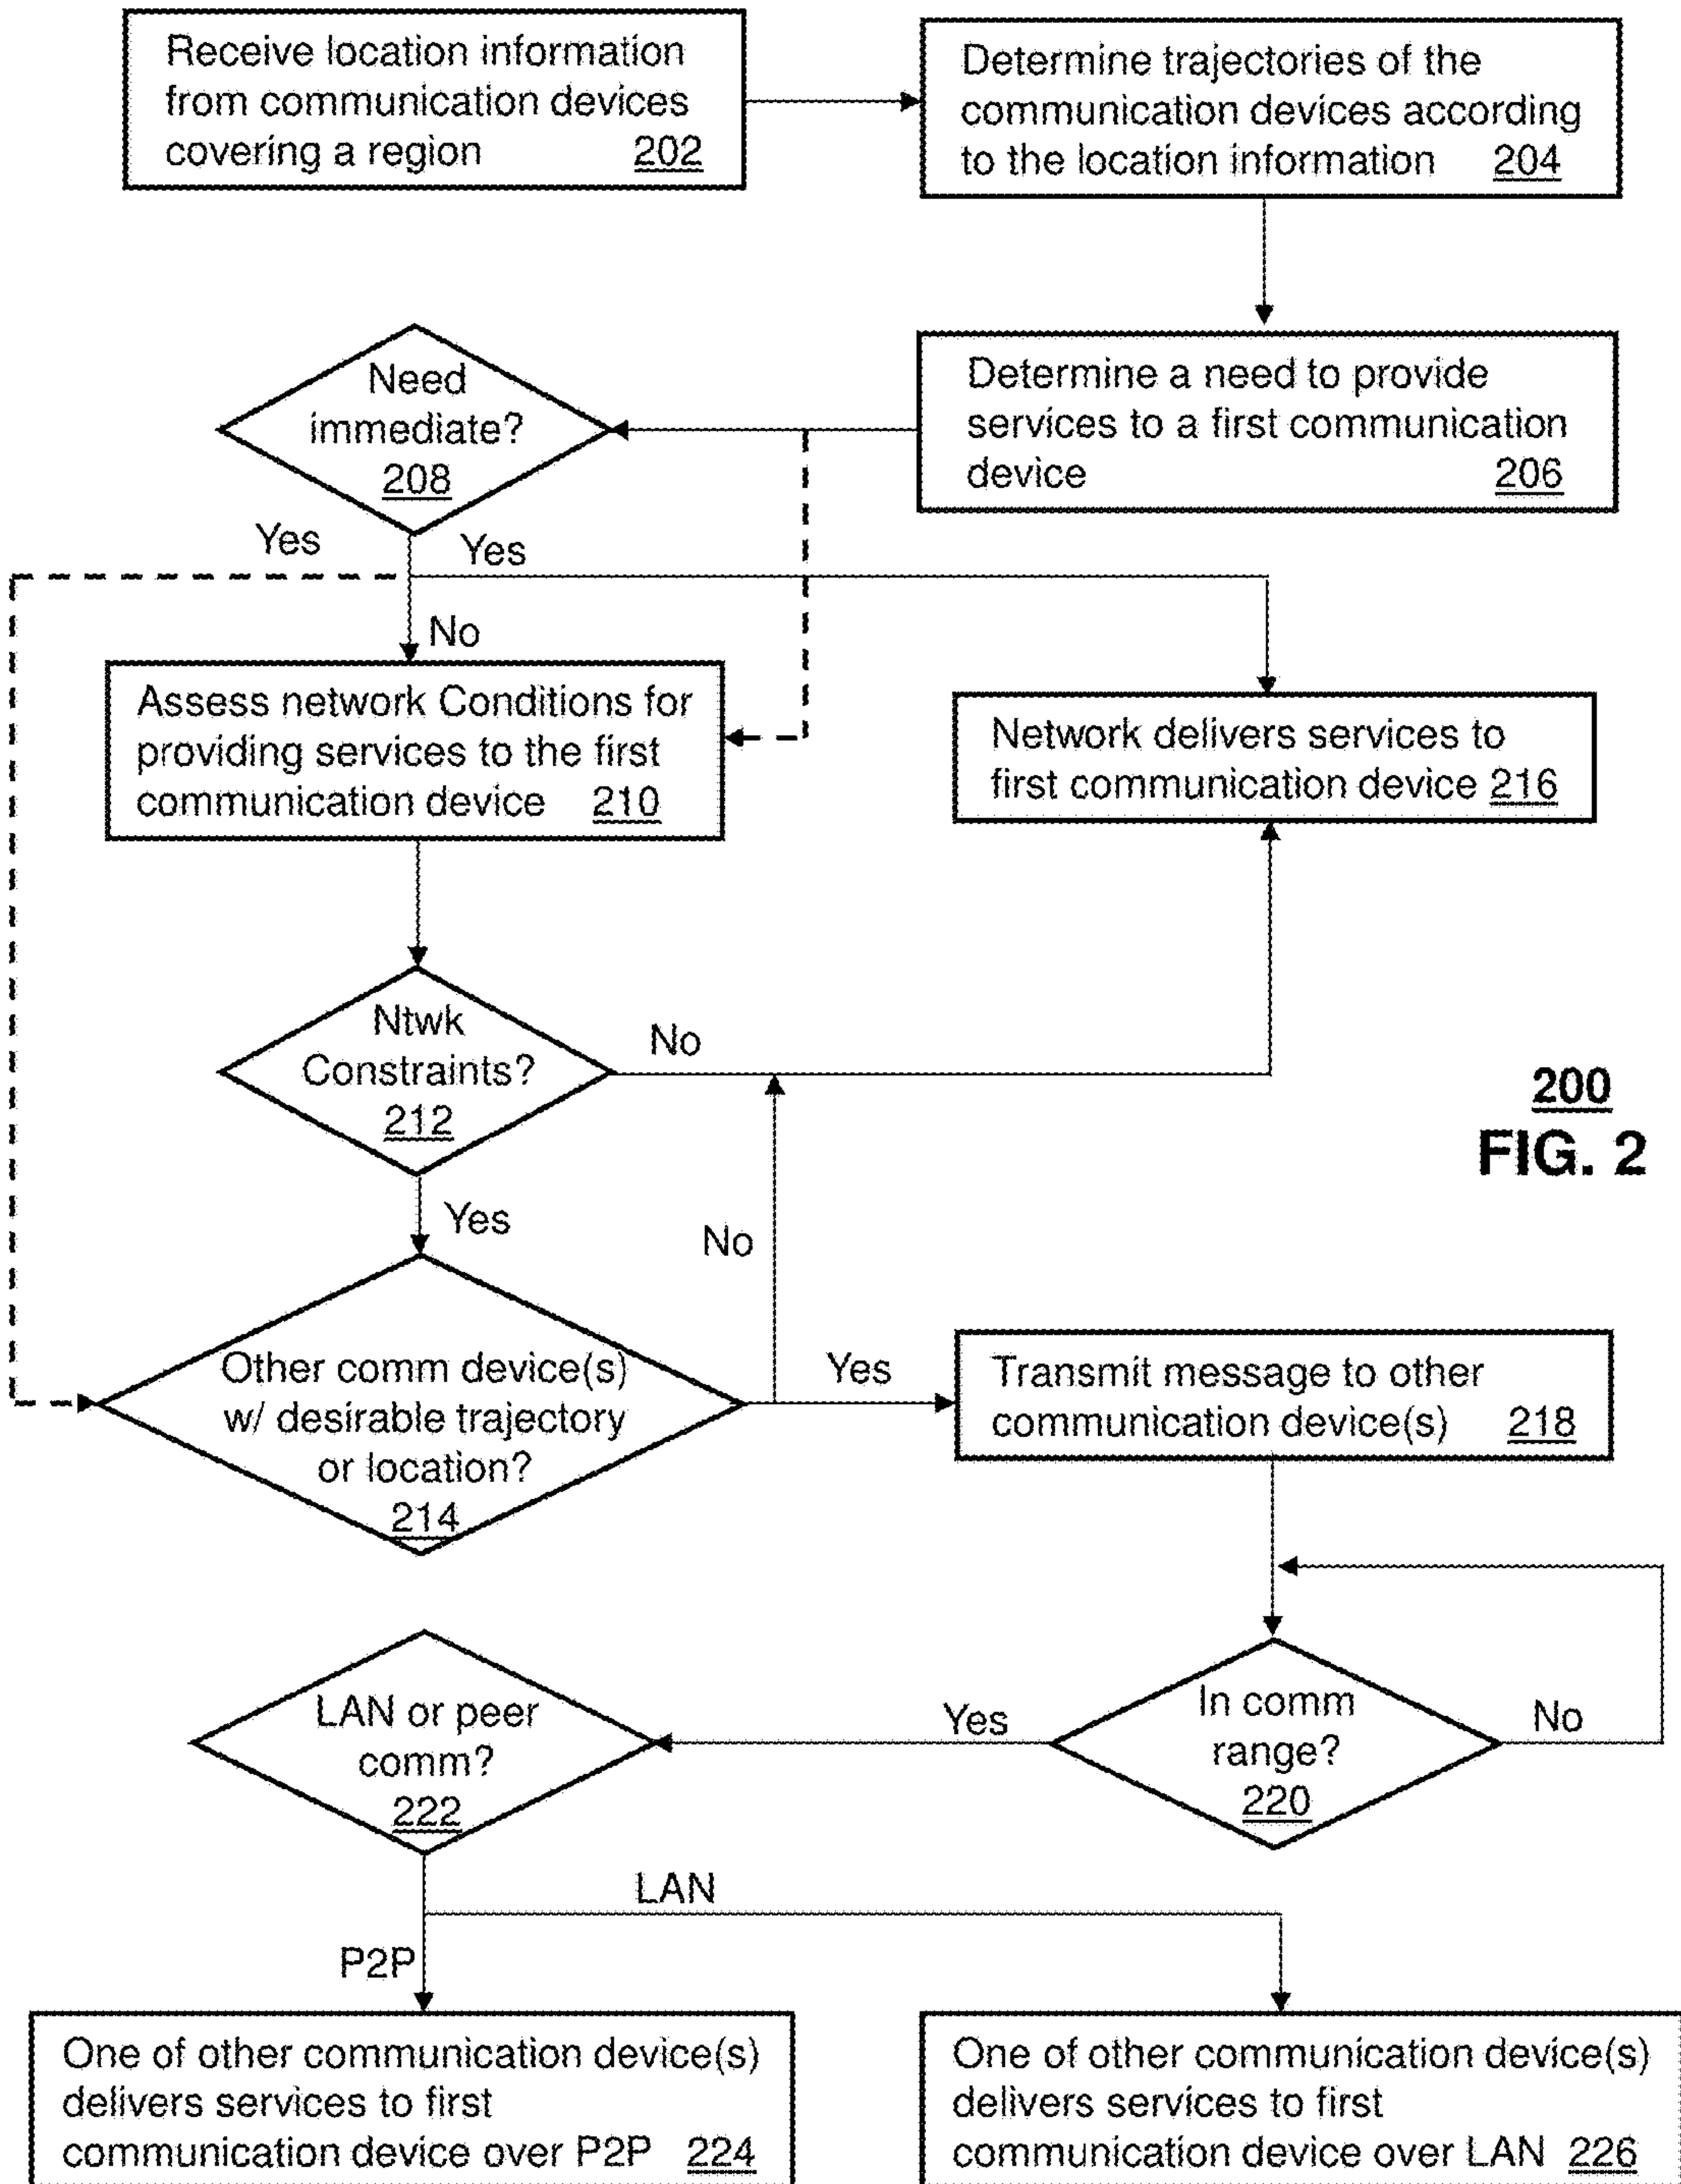 Receive location information
from communication devices
covering a region 202
Determine trajectories of the
communication devices according
to the location information 204
Determine a need to provide
services to a first communication
device 206
Need
immediate?
208
Yes
Yes
No
Assess network Conditions for
providing services to the first
communication device 210
Network delivers services to
first communication device 216
Ntwk
Constraints?
212
No
Yes
No
200
FIG. 2
Other comm device(s)
w/ desirable trajectory
or location?
214
Yes
Transmit message to other
communication device(s) 218
In comm
range?
220
No
Yes
LAN or peer
comm?
222
LAN
P2P
One of other communication device(s)
delivers services to first
communication device over P2P 224
One of other communication device(s)
delivers services to first
communication device over LAN 226